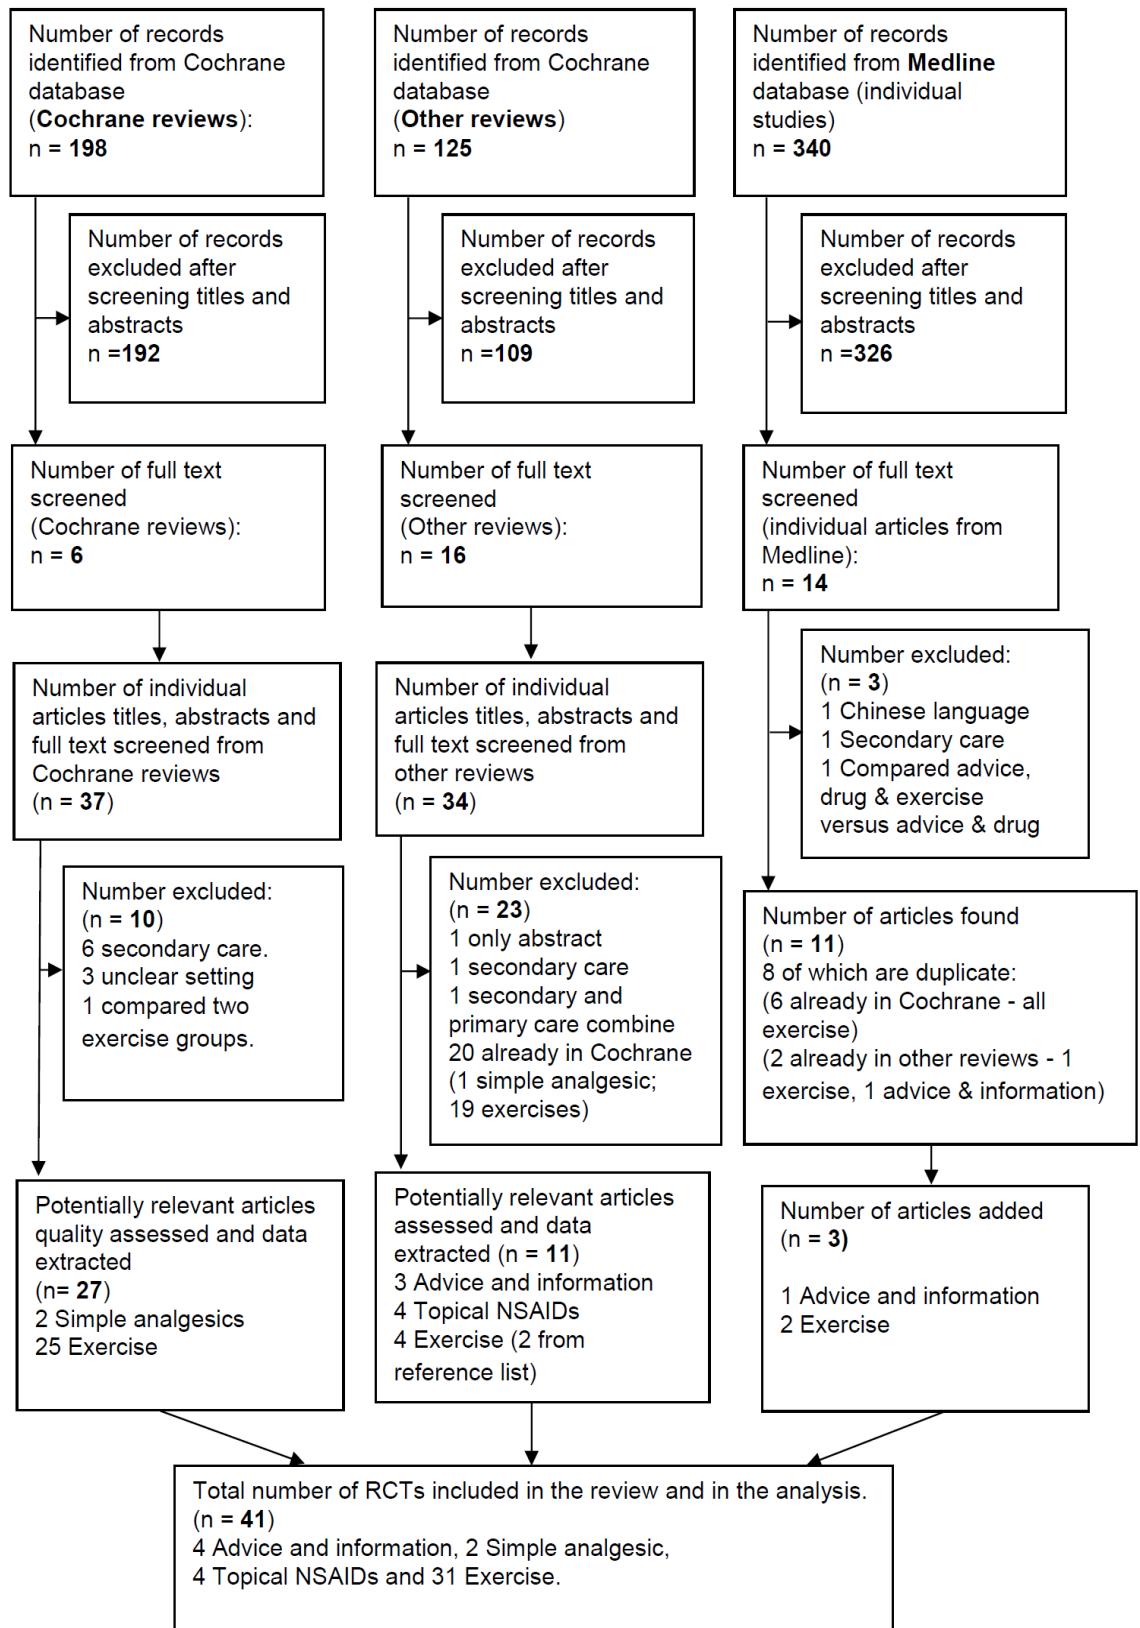 Number of records
identified from Cochrane
database
(Cochrane reviews):
n = 198
Number of records
identified from Cochrane
database
(Other reviews)
n = 125
Number of records
identified from Medline
database (individual
studies)
n = 340
Number of records
excluded after
screening titles and
abstracts
n =192
Number of records
excluded after
screening titles and
abstracts
n =109
Number of records
excluded after
screening titles and
abstracts
n =326
Number of full text
screened
(Cochrane reviews):
n = 6
Number of full text
screened
(Other reviews):
n = 16
Number of full text
screened
(individual articles from
Medline):
n = 14
Number excluded:
(n = 3)
1 Chinese language
1 Secondary care
1 Compared advice,
drug & exercise
versus advice & drug
Number of individual
articles titles, abstracts and
full text screened from
Cochrane reviews
(n = 37)
Number of individual
articles titles, abstracts and
full text screened from
other reviews
(n = 34)
Number excluded:
(n = 10)
6 secondary care.
3 unclear setting
1 compared two
exercise groups.
Number excluded:
(n = 23)
1 only abstract
1 secondary care
1 secondary and
primary care combine
20 already in Cochrane
(1 simple analgesic;
19 exercises)
Number of articles found
(n = 11)
8 of which are duplicate:
(6 already in Cochrane - all
exercise)
(2 already in other reviews - 1
exercise, 1 advice & information)
Potentially relevant articles
quality assessed and data
extracted
(n= 27)
2 Simple analgesics
25 Exercise
Potentially relevant articles
assessed and data
extracted (n = 11)
3 Advice and information
4 Topical NSAIDs
4 Exercise (2 from
reference list)
Number of articles added
(n = 3)
1 Advice and information
2 Exercise
Total number of RCTs included in the review and in the analysis.
(n = 41)
4 Advice and information, 2 Simple analgesic,
4 Topical NSAIDs and 31 Exercise.